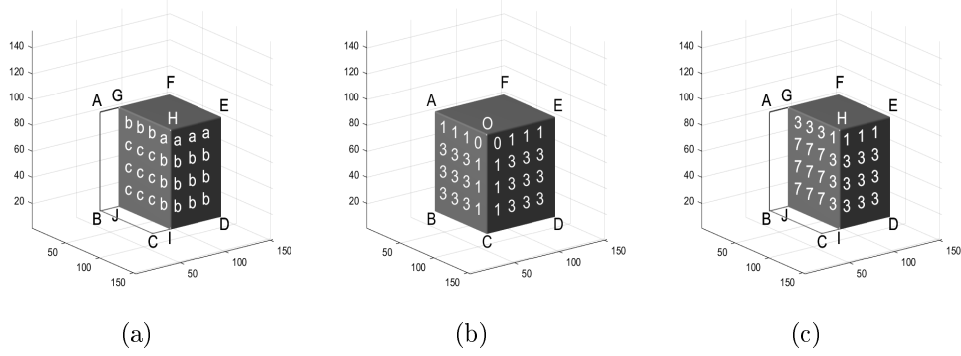 140
120
100
80
60
40
20
F
A G
E
H
b b b a a a a
c c c b b b b
c c c b b b b
c c c b b b b
B J
D
C I
50
100
150
50
100
150
(a)
140
120
100
80
60
40
20
F
A
E
O
1 1 1 0 0 1 1 1
3 3 3 1 1 3 3 3
3 3 3 1 1 3 3 3
3 3 3 1 1 3 3 3
B
D
C
50
100
150
50
100
150
(b)
140
120
100
80
60
40
20
F
A G
E
H
3 3 3 1 1 1 1
7 7 7 3 3 3 3
7 7 7 3 3 3 3
7 7 7 3 3 3 3
B J
D
C I
50
100
150
50
100
150
(c)